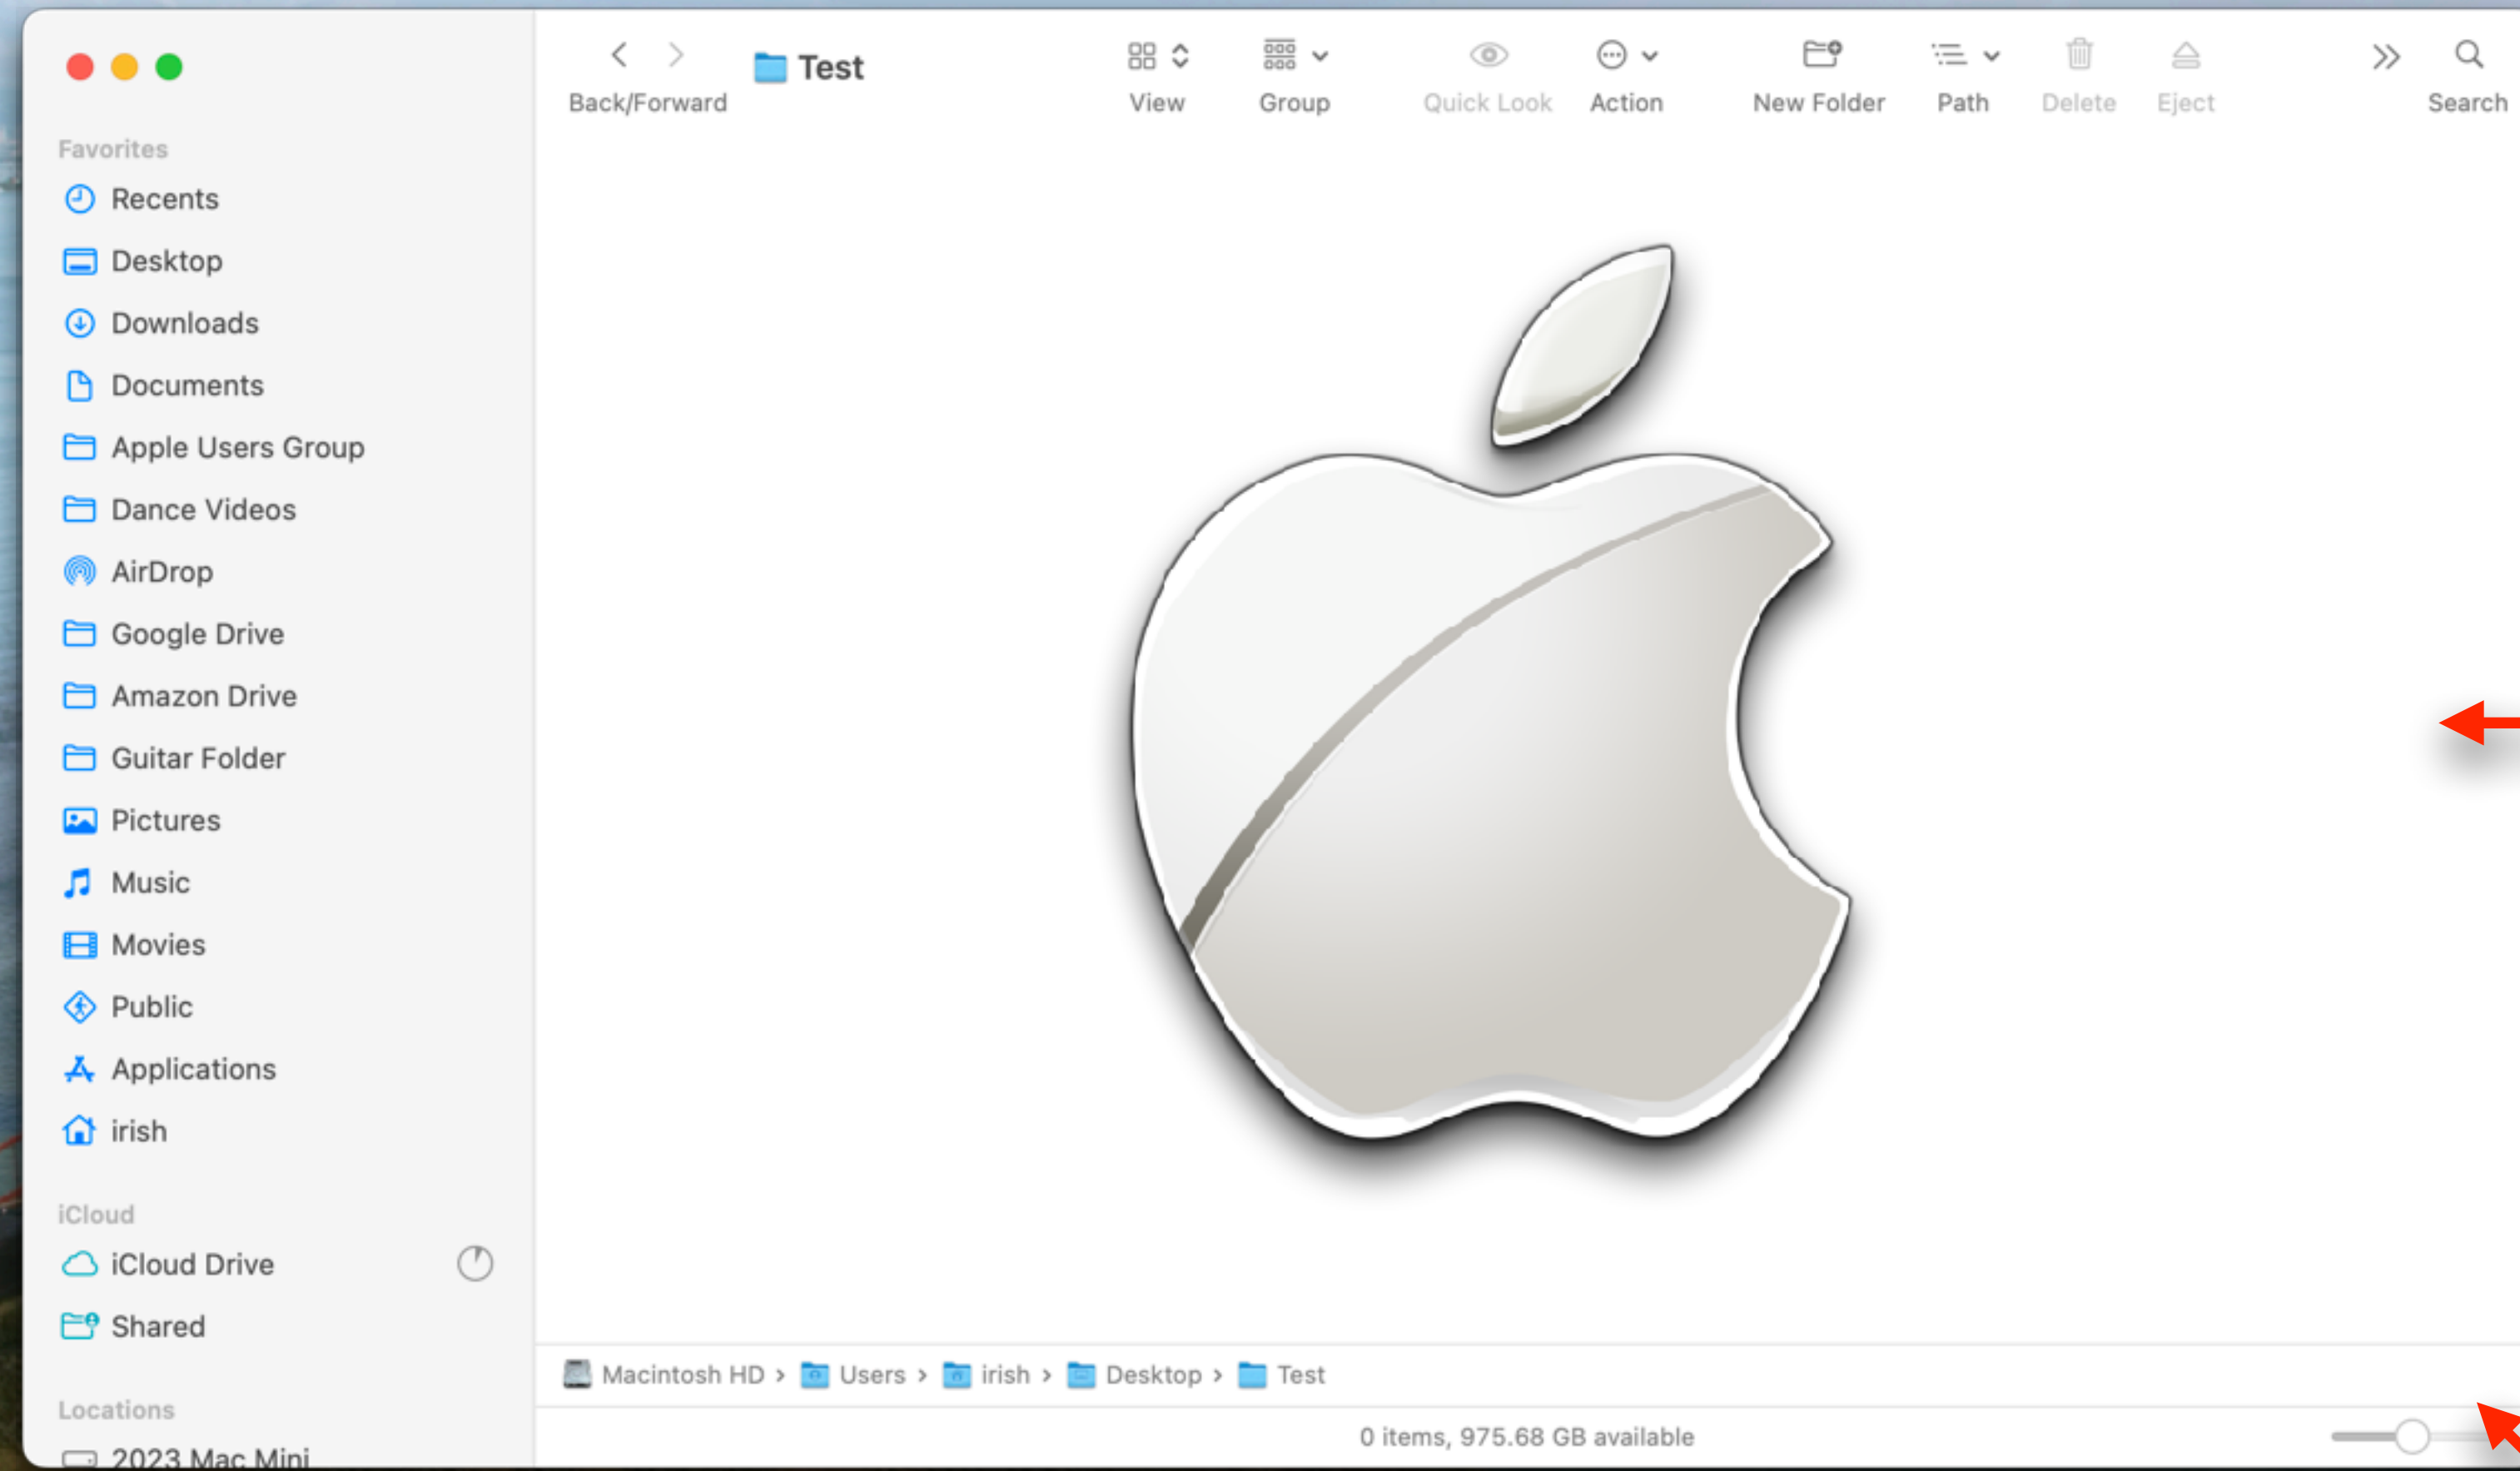 Test
Back/Forward
View
Group
Quick Look
Action
New Folder
Path
Delete
Eject
Search
Favorites
Recents
Desktop
Downloads
Documents
Apple Users Group
Dance Videos
AirDrop
Google Drive
Amazon Drive
Guitar Folder
Pictures
Music
Movies
Public
Applications
irish
iCloud
iCloud Drive
Shared
Locations
2023 Mac Mini
Macintosh HD › Users › irish › Desktop › Test
0 items, 975.68 GB available